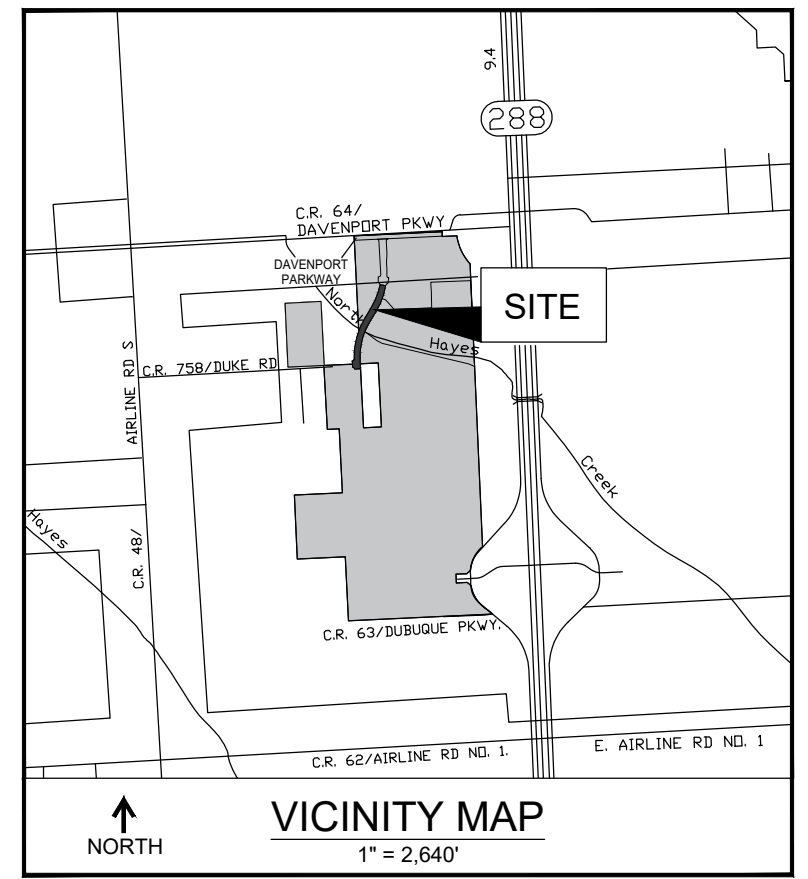 9,4
288
C.R. 64/
DAVENPORT PKWY
DAVENPORT
PARKWAY
North
SITE
Hayes
C.R. 758/DUKE RD
AIRLINE RD S
Creek
Hayes
C.R. 48/
C.R. 63/DUBUQUE PKWY.
C.R. 62/AIRLINE RD NO. 1.
E. AIRLINE RD NO. 1
NORTH
VICINITY MAP
1" = 2,640'